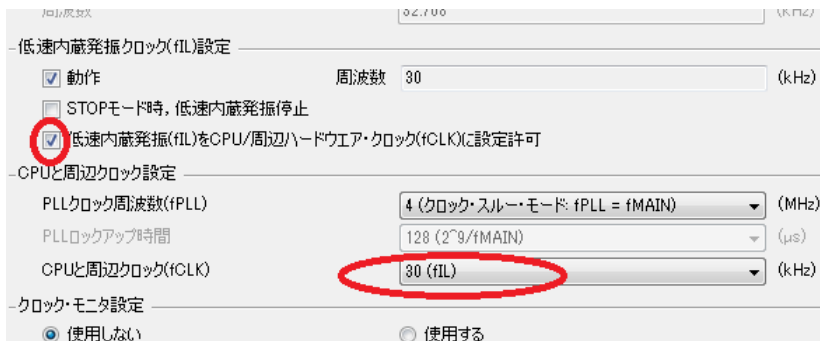 周波数 32.768 (kHz)
低速内蔵発振クロック(fIL)設定
動作 周波数 30 (kHz)
STOPモード時, 低速内蔵発振停止
低速内蔵発振(fIL)をCPU/周辺ハードウエア・クロック(fCLK)に設定許可
CPUと周辺クロック設定
PLLクロック周波数(fPLL) 4 (クロック・スルー・モード: fPLL = fMAIN) (MHz)
PLLロックアップ時間 128 (2^9/fMAIN) (μs)
CPUと周辺クロック(fCLK) 30 (fIL) (kHz)
クロック・モニタ設定
使用しない 使用する